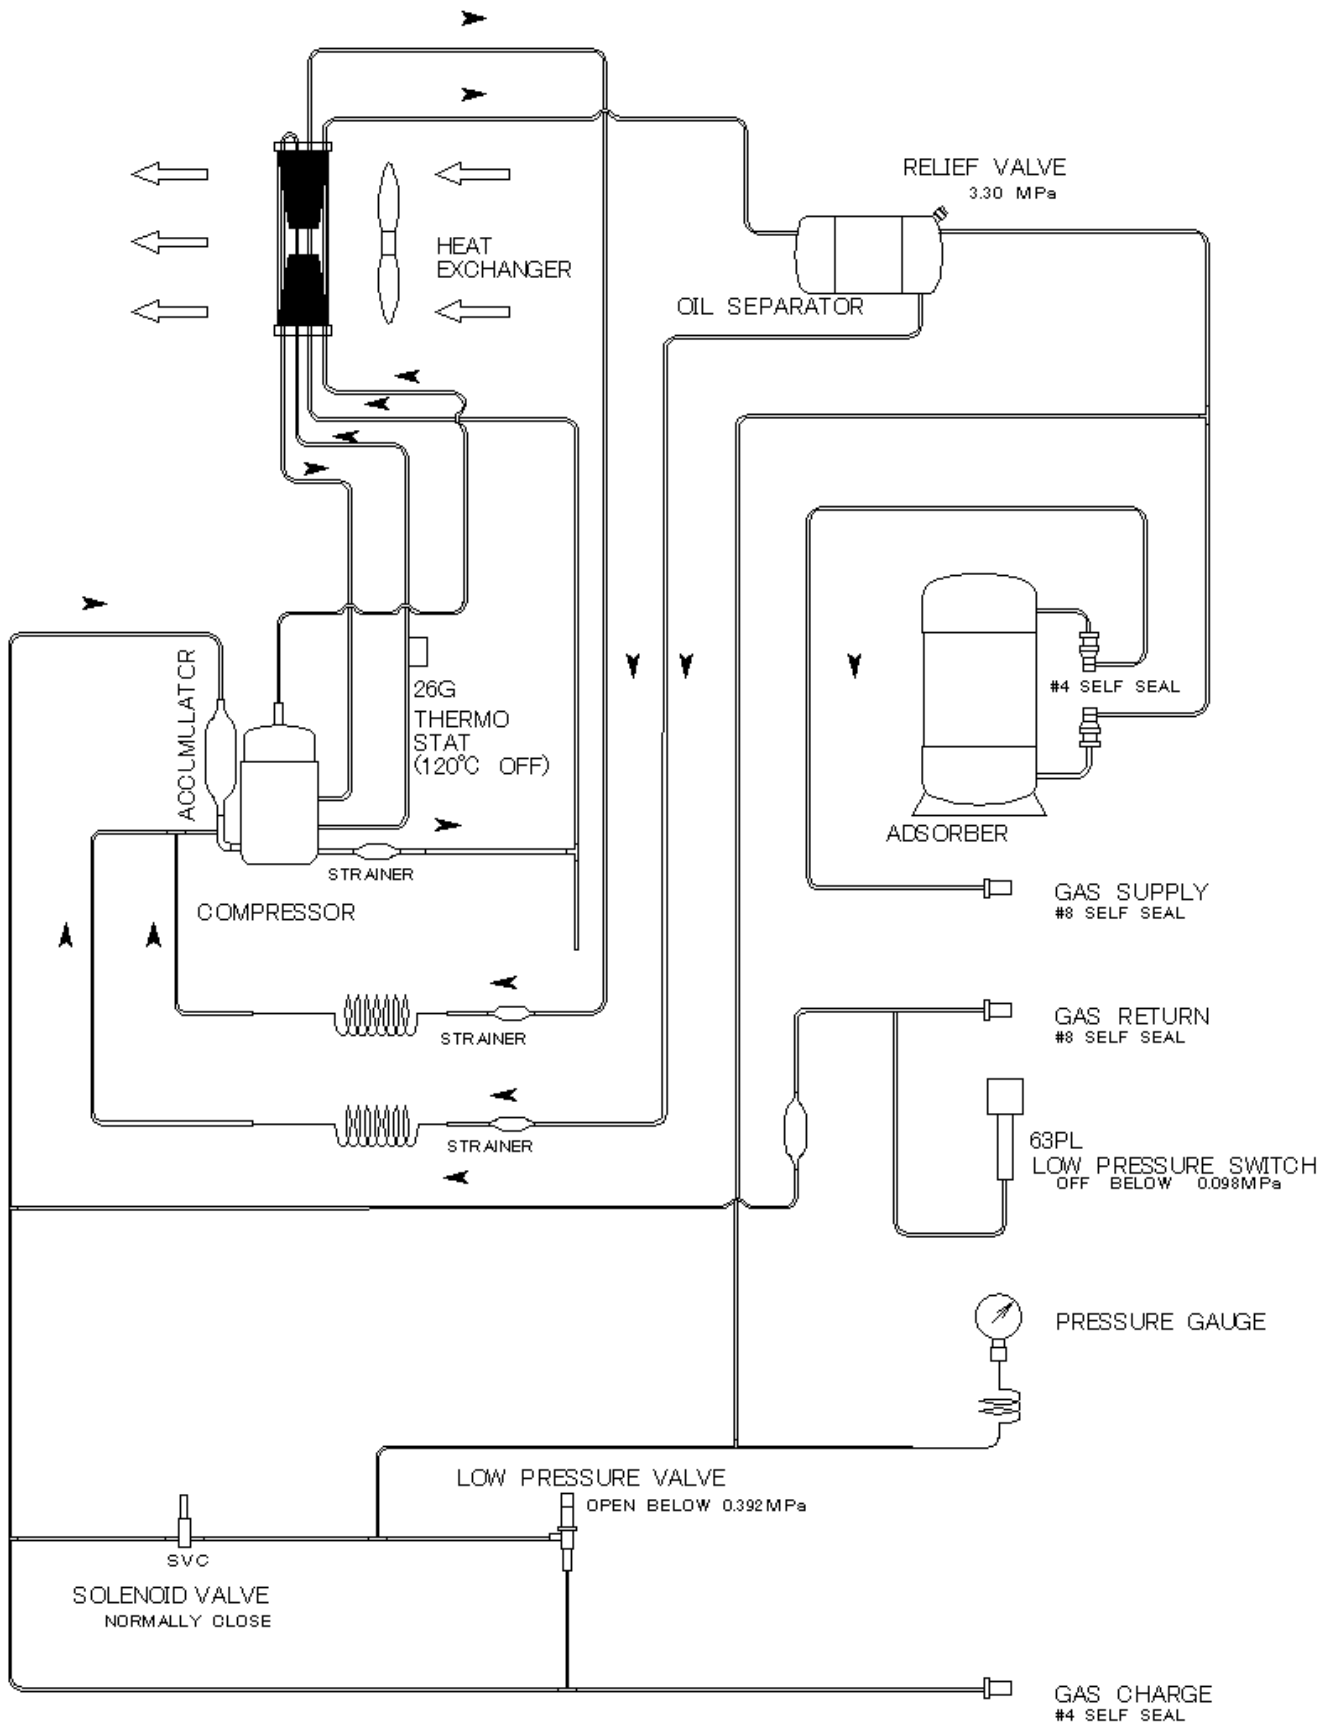 RELIEF VALVE
3.30 MPa
HEAT
EXCHANGER
OIL SEPARATOR
ACCLMLLATCR
26G
THERMO
STAT
(120°C OFF)
#4 SELF SEAL
ADSORBER
STRAINER
COMPRESSOR
GAS SUPPLY
#8 SELF SEAL
GAS RETURN
#8 SELF SEAL
STRAINER
STRAINER
63PL
LOW PRESSURE SWITCH
OFF BELOW 0.098MPa
PRESSURE GAUGE
LOW PRESSURE VALVE
OPEN BELOW 0.392MPa
SVC
SOLENOID VALVE
NORMALLY CLOSE
GAS CHARGE
#4 SELF SEAL